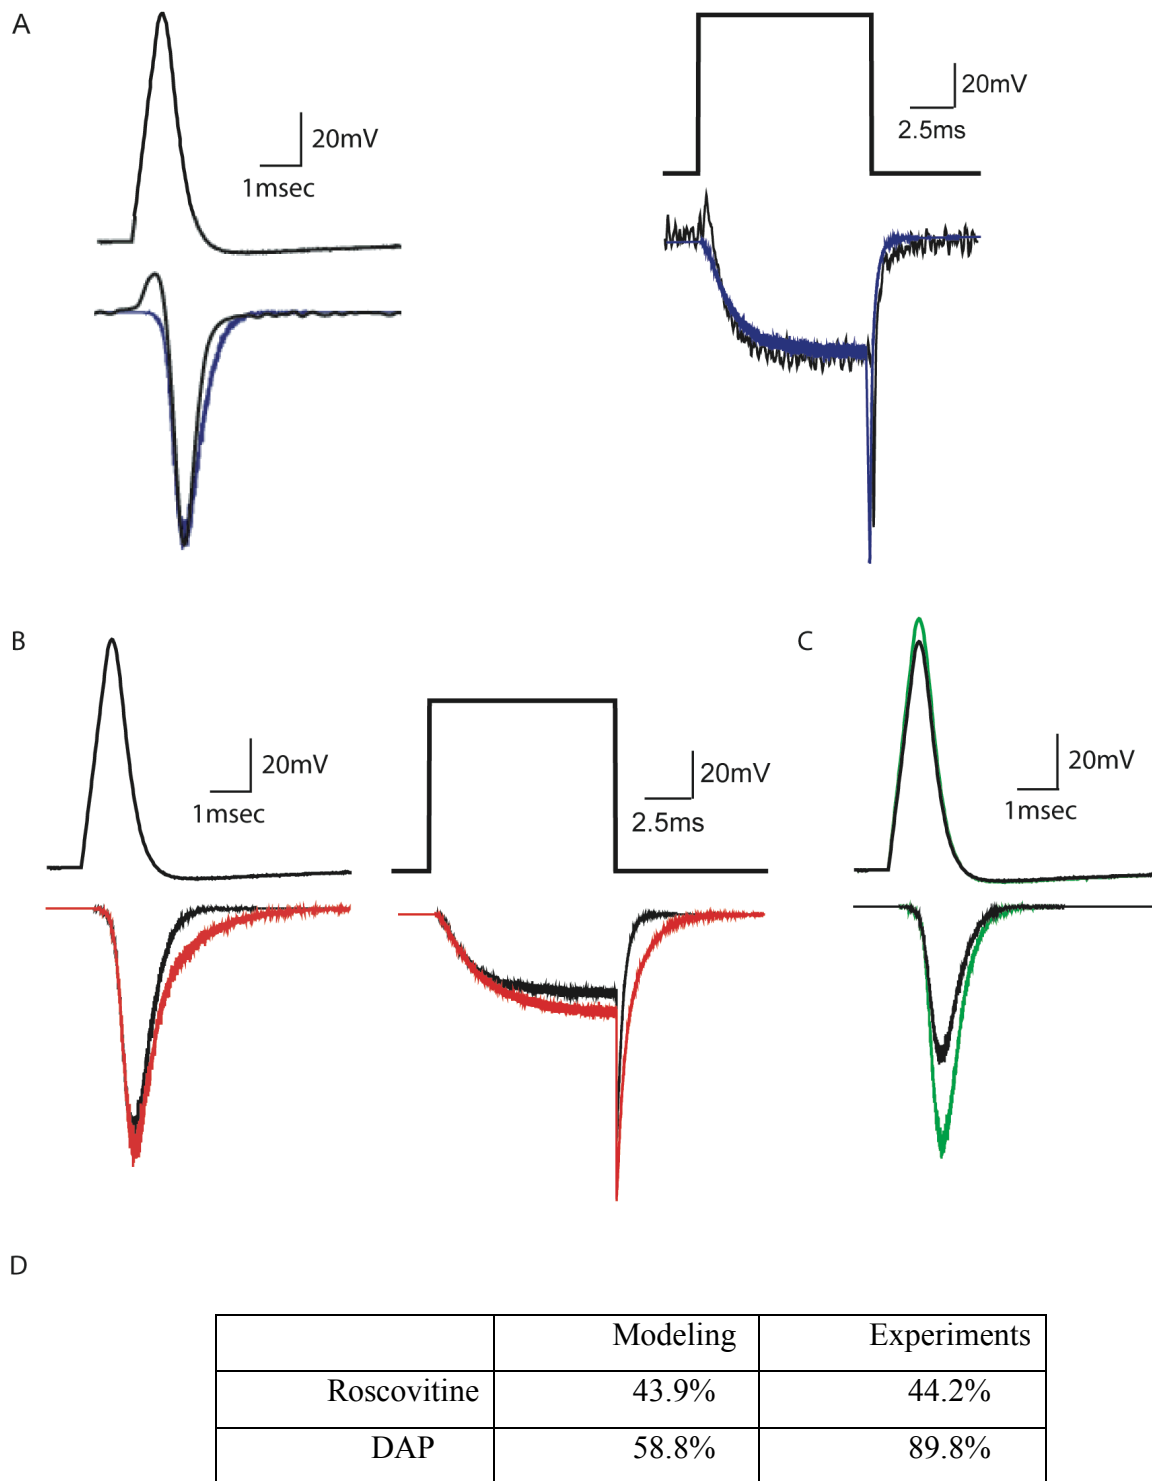 A
20mV
1msec
20mV
2.5ms
B
20mV
1msec
20mV
2.5ms
C
20mV
1msec
D
Modeling Experiments
Roscovitine 43.9% 44.2%
DAP 58.8% 89.8%